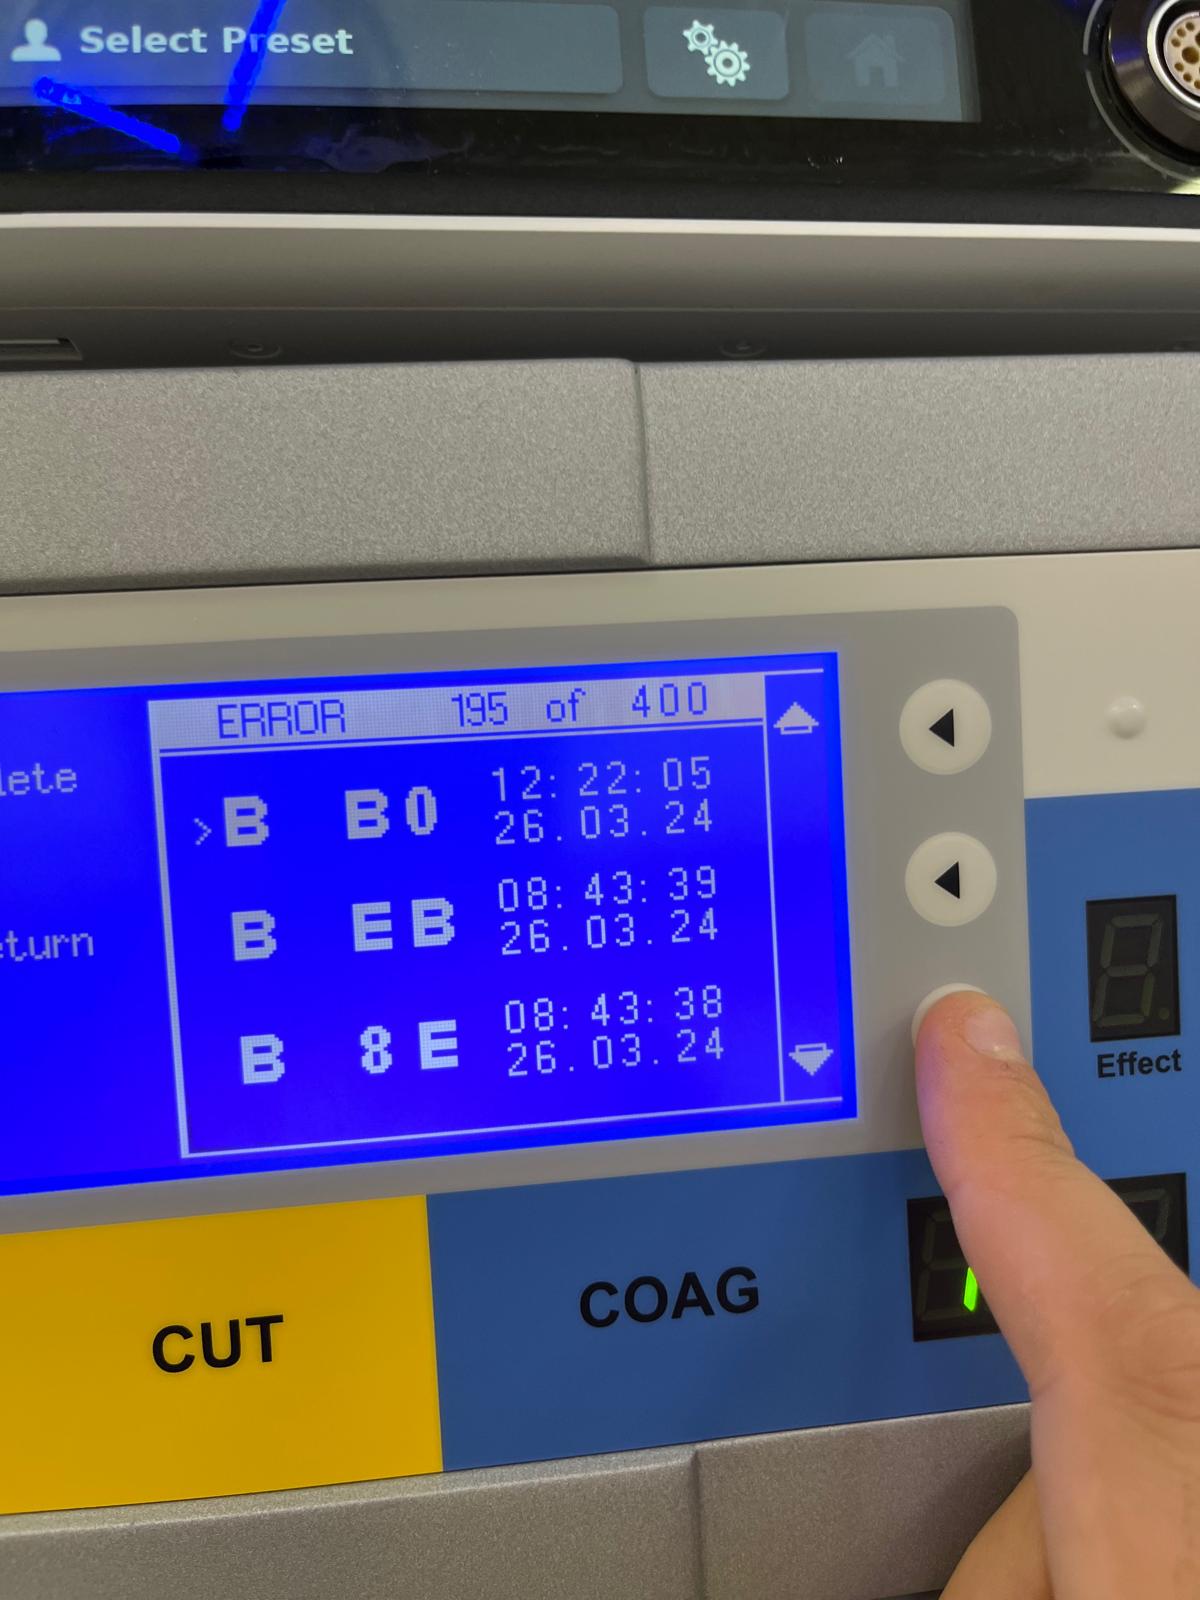 Select Preset
ERROR 195 of 400
lete
>B B0 12:22:05
26.03.24
eturn
B EB 08:43:39
26.03.24
B 8E 08:43:38
26.03.24
Effect
CUT
COAG